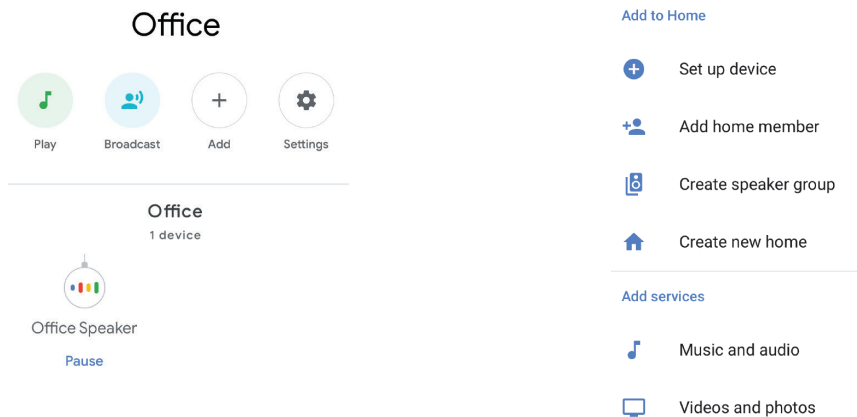 Office
Play
Broadcast
Add
Settings
Office
1 device
Office Speaker
Pause
Add to Home
Set up device
Add home member
Create speaker group
Create new home
Add services
Music and audio
Videos and photos